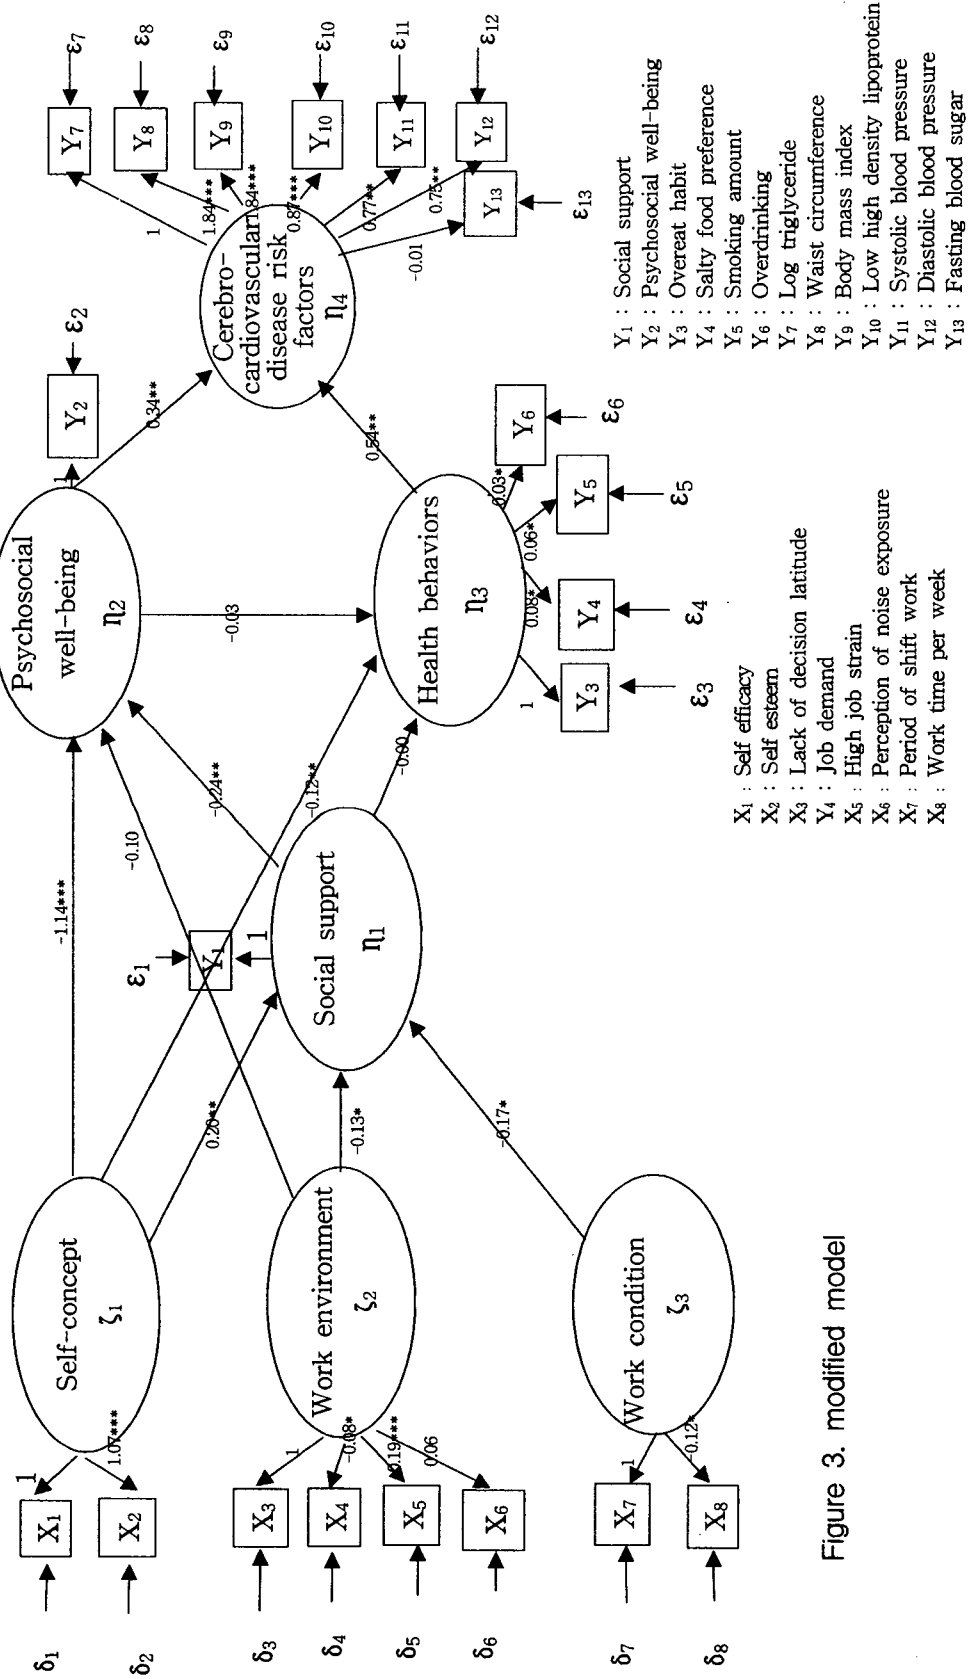 δ1
δ2
δ3
δ4
δ5
δ6
δ7
δ8
X1
X2
X3
X4
X5
X6
X7
X8
1
1.07***
1
-0.08*
0.19***
0.06
1
-0.12*
Self-concept
ζ1
Work environment
ζ2
Work condition
ζ3
-1.14***
-0.12**
0.20**
-0.10
-0.13*
-0.17*
ε1
Y1
1
Social support
η1
-0.24**
-0.00
Psychosocial
well-being
η2
1
Y2
ε2
-0.03
0.34**
Health behaviors
η3
0.54**
1
0.08*
0.06*
0.03*
Y3
Y4
Y5
Y6
ε3
ε4
ε5
ε6
Cerebro-
cardiovascular
disease risk
factors
η4
1
1.84***
1.84***
0.87***
0.77**
0.75**
-0.01
Y7
Y8
Y9
Y10
Y11
Y12
Y13
ε7
ε8
ε9
ε10
ε11
ε12
ε13
X1 : Self efficacy
X2 : Self esteem
X3 : Lack of decision latitude
Y4 : Job demand
X5 : High job strain
X6 : Perception of noise exposure
X7 : Period of shift work
X8 : Work time per week
Y1 : Social support
Y2 : Psychosocial well-being
Y3 : Overeat habit
Y4 : Salty food preference
Y5 : Smoking amount
Y6 : Overdrinking
Y7 : Log triglyceride
Y8 : Waist circumference
Y9 : Body mass index
Y10 : Low high density lipoprotein
Y11 : Systolic blood pressure
Y12 : Diastolic blood pressure
Y13 : Fasting blood sugar
Figure 3. modified model